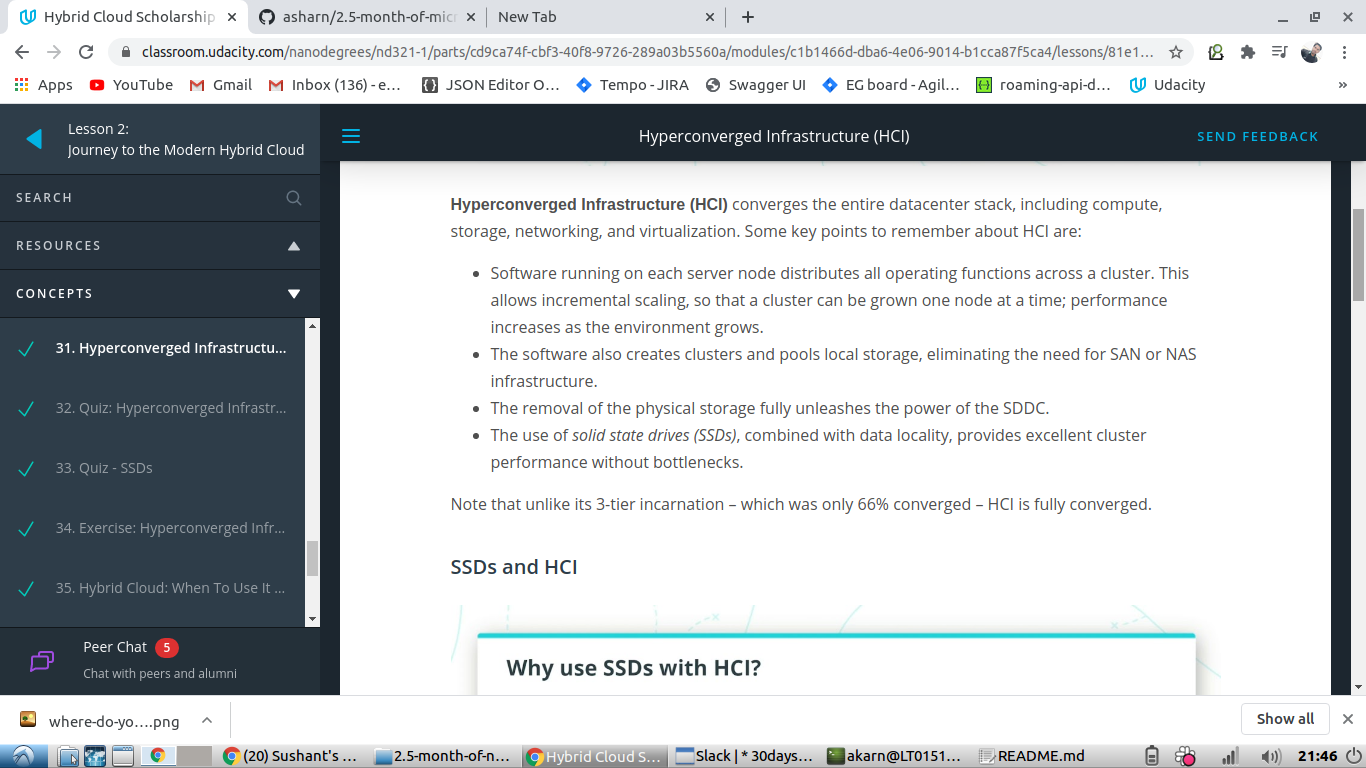 Hybrid Cloud Scholarship
asharn/2.5-month-of-micr
New Tab
classroom.udacity.com/nanodegrees/nd321-1/parts/cd9ca74f-cbf3-40f8-9726-289a03b5560a/modules/c1b1466d-dba6-4e06-9014-b1cca87f5ca4/lessons/81e1...
Apps YouTube Gmail Inbox (136) - e... JSON Editor O... Tempo - JIRA Swagger UI EG board - Agil... roaming-api-d... Udacity »
Lesson 2:
Journey to the Modern Hybrid Cloud
SEARCH
RESOURCES
CONCEPTS
31. Hyperconverged Infrastructu...
32. Quiz: Hyperconverged Infrastr...
33. Quiz - SSDs
34. Exercise: Hyperconverged Infr...
35. Hybrid Cloud: When To Use It ...
Peer Chat 5
Chat with peers and alumni
Hyperconverged Infrastructure (HCI)
SEND FEEDBACK
Hyperconverged Infrastructure (HCI) converges the entire datacenter stack, including compute,
storage, networking, and virtualization. Some key points to remember about HCI are:
• Software running on each server node distributes all operating functions across a cluster. This
allows incremental scaling, so that a cluster can be grown one node at a time; performance
increases as the environment grows.
• The software also creates clusters and pools local storage, eliminating the need for SAN or NAS
infrastructure.
• The removal of the physical storage fully unleashes the power of the SDDC.
• The use of solid state drives (SSDs), combined with data locality, provides excellent cluster
performance without bottlenecks.
Note that unlike its 3-tier incarnation – which was only 66% converged – HCI is fully converged.
SSDs and HCI
Why use SSDs with HCI?
where-do-yo....png
Show all
(20) Sushant's ... 2.5-month-of-n... Hybrid Cloud S... Slack | * 30days... akarn@LT0151... README.md 21:46